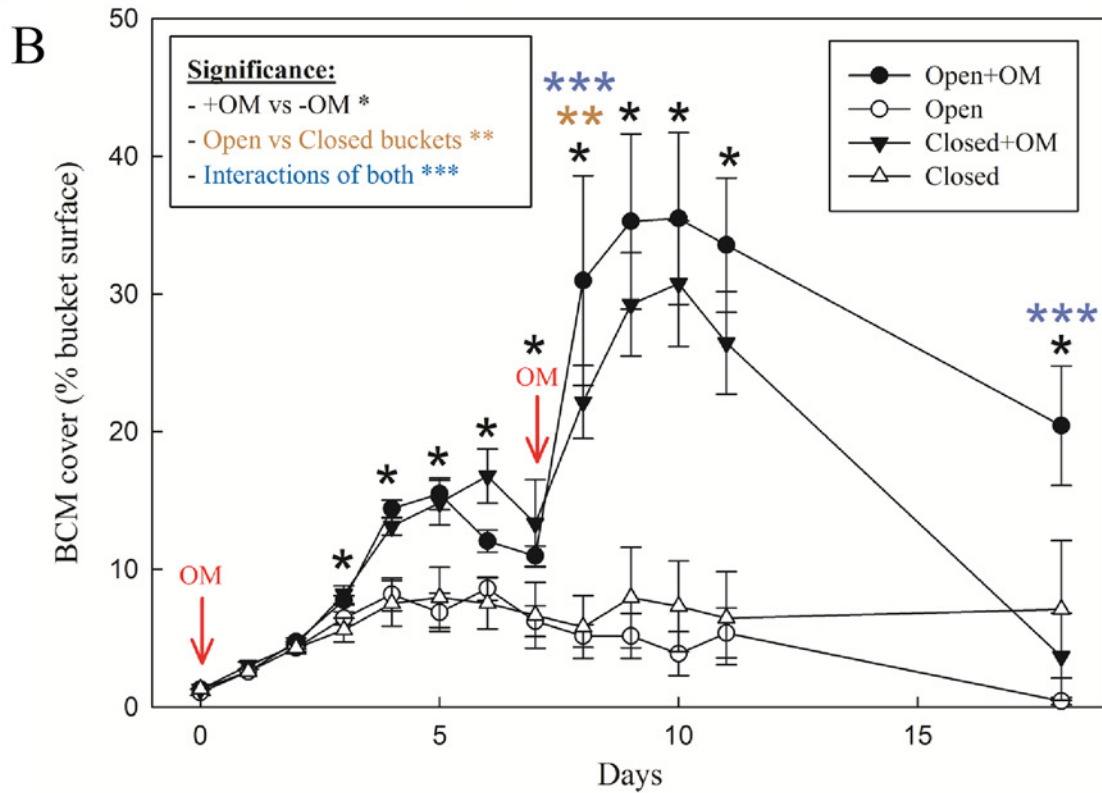 B
50
40
30
20
10
0
BCM cover (% bucket surface)
Significance:
- +OM vs -OM *
- Open vs Closed buckets **
- Interactions of both ***
Open+OM
Open
Closed+OM
Closed
***
**
*
*
*
*
***
*
*
OM
*
*
*
*
*
OM
0
5
10
15
Days